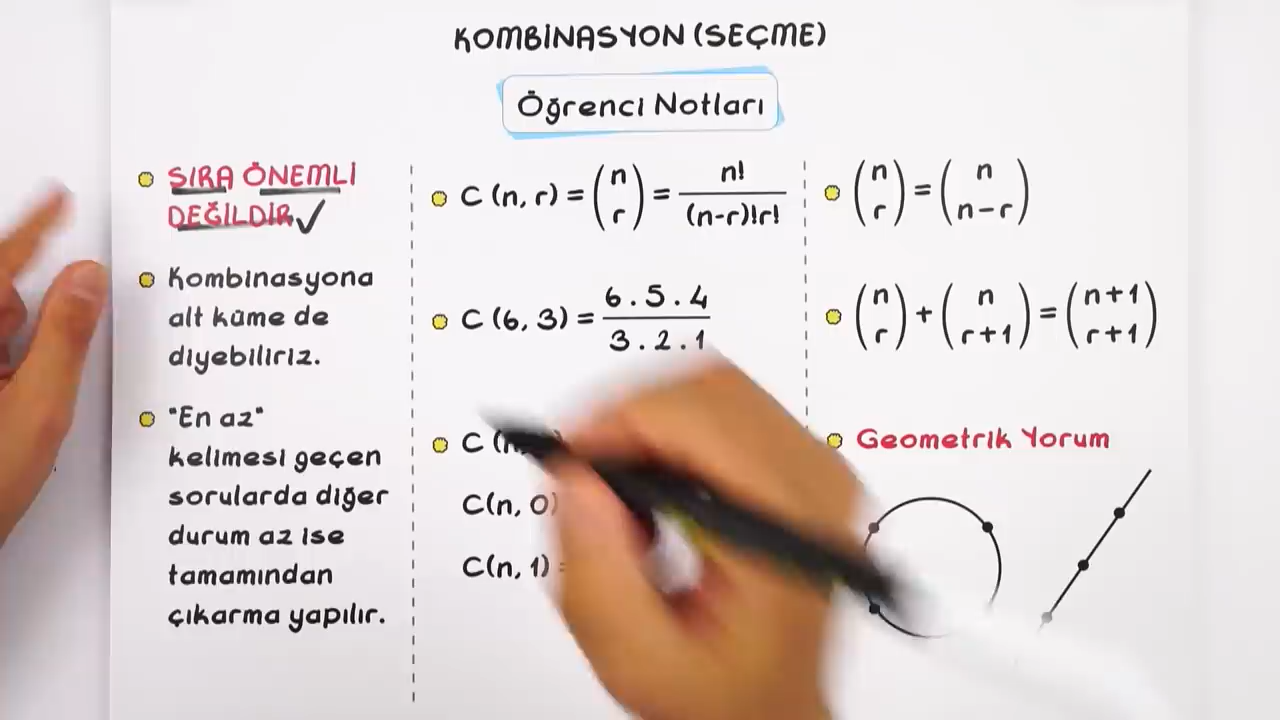 KOMBİNASYON (SEÇME)
Öğrenci Notları
SIRA ÖNEMLİ
DEĞİLDİR
Kombinasyona
alt küme de
diyebiliriz.
"En az"
kelimesi geçen
sorularda diğer
durum az ise
tamamından
çıkarma yapılır.
C (n, r) = (n r) = n! / (n-r)!r!
C (6, 3) = 6 . 5 . 4 / 3 . 2 . 1
C (n,
C(n, 0)
C(n, 1) =
(n r) = (n n-r)
(n r) + (n r+1) = (n+1 r+1)
Geometrik Yorum